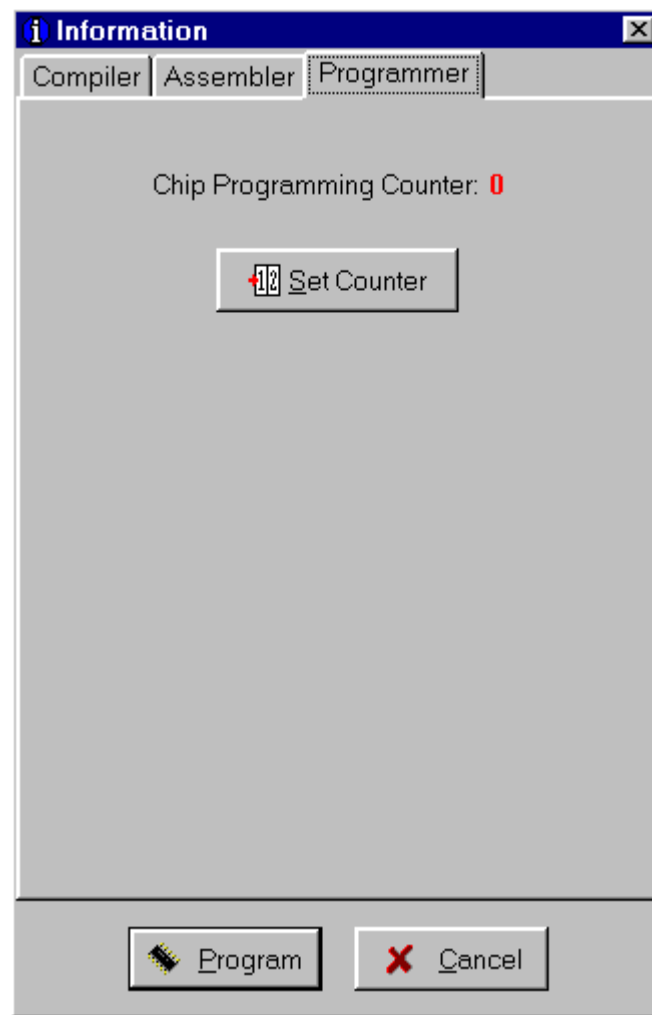 Information
Compiler Assembler Programmer
Chip Programming Counter: 0
Set Counter
Program Cancel